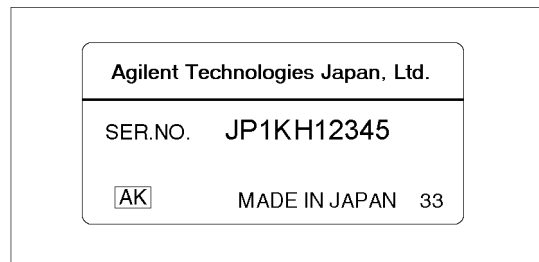 Agilent Technologies Japan, Ltd.
SER.NO. JP1KH12345
AK MADE IN JAPAN 33